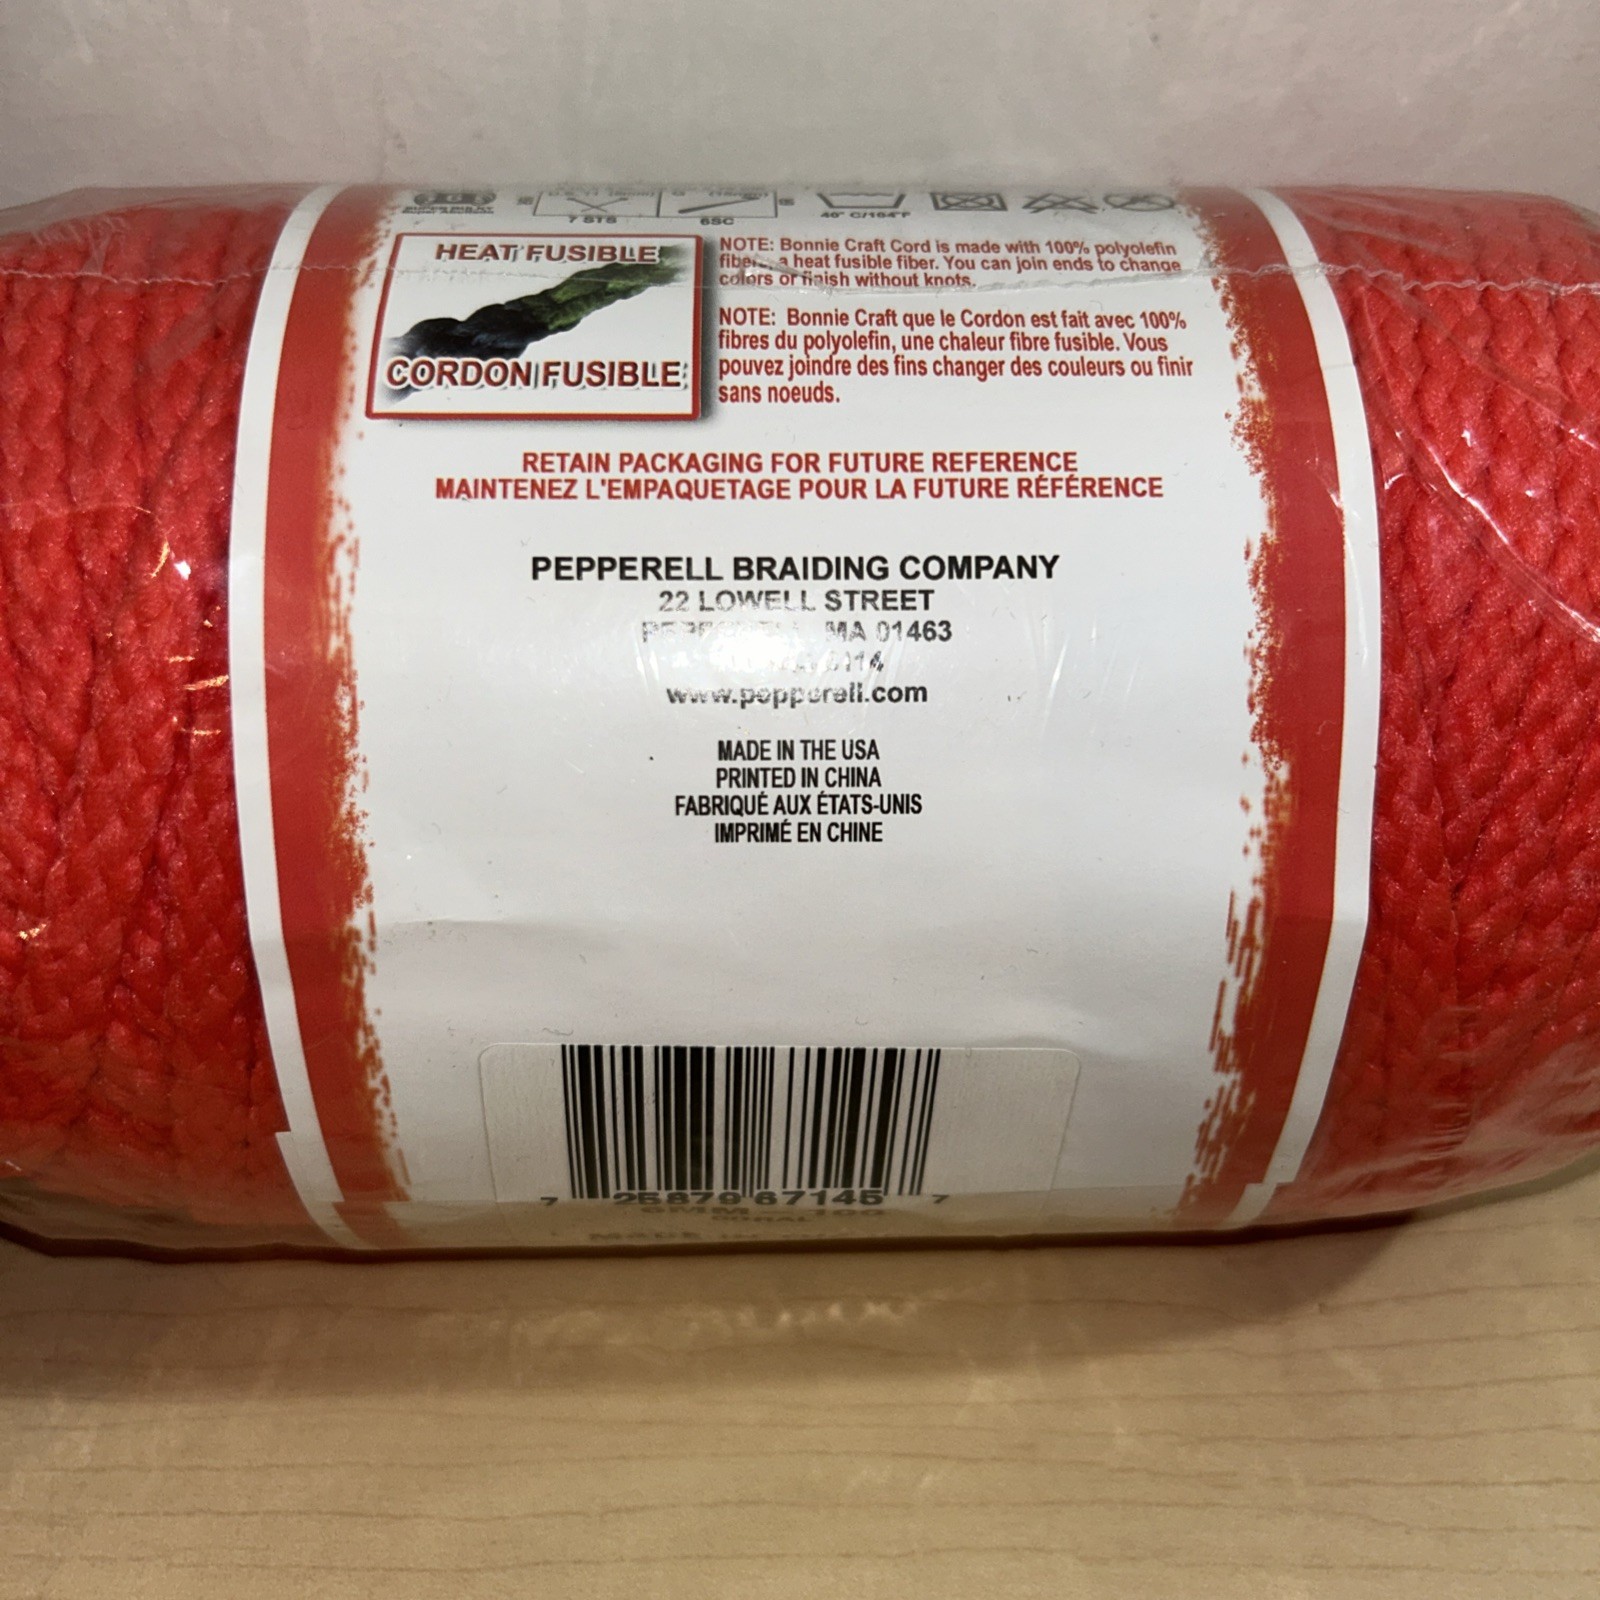 7 STS
6SC
40° C/104°F
HEAT FUSIBLE
CORDON FUSIBLE
NOTE: Bonnie Craft Cord is made with 100% polyolefin
a heat fusible fiber. You can join ends to change
colors or finish without knots.
NOTE: Bonnie Craft que le Cordon est fait avec 100%
fibres du polyolefin, une chaleur fibre fusible. Vous
pouvez joindre des fins changer des couleurs ou finir
sans noeuds.
RETAIN PACKAGING FOR FUTURE REFERENCE
MAINTENEZ L'EMPAQUETAGE POUR LA FUTURE RÉFÉRENCE
PEPPERELL BRAIDING COMPANY
22 LOWELL STREET
PEPPERELL, MA 01463
www.pepperell.com
MADE IN THE USA
PRINTED IN CHINA
FABRIQUÉ AUX ÉTATS-UNIS
IMPRIMÉ EN CHINE
7 25879 67145 7
6MM - 100
CORAL